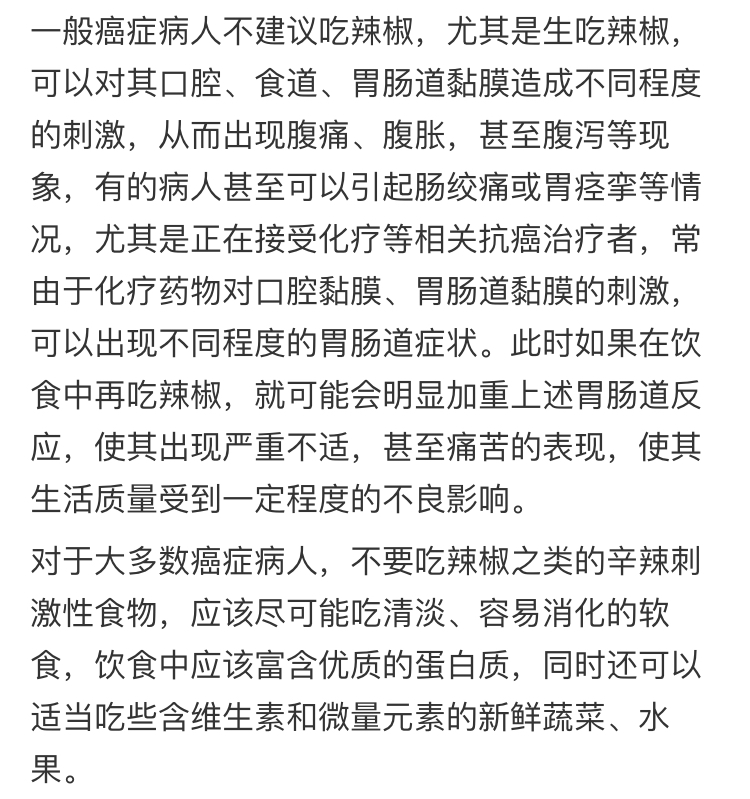 一般癌症病人不建议吃辣椒，尤其是生吃辣椒，
可以对其口腔、食道、胃肠道黏膜造成不同程度
的刺激，从而出现腹痛、腹胀，甚至腹泻等现
象，有的病人甚至可以引起肠绞痛或胃痉挛等情
况，尤其是正在接受化疗等相关抗癌治疗者，常
由于化疗药物对口腔黏膜、胃肠道黏膜的刺激，
可以出现不同程度的胃肠道症状。此时如果在饮
食中再吃辣椒，就可能会明显加重上述胃肠道反
应，使其出现严重不适，甚至痛苦的表现，使其
生活质量受到一定程度的不良影响。
对于大多数癌症病人，不要吃辣椒之类的辛辣刺
激性食物，应该尽可能吃清淡、容易消化的软
食，饮食中应该富含优质的蛋白质，同时还可以
适当吃些含维生素和微量元素的新鲜蔬菜、水
果。